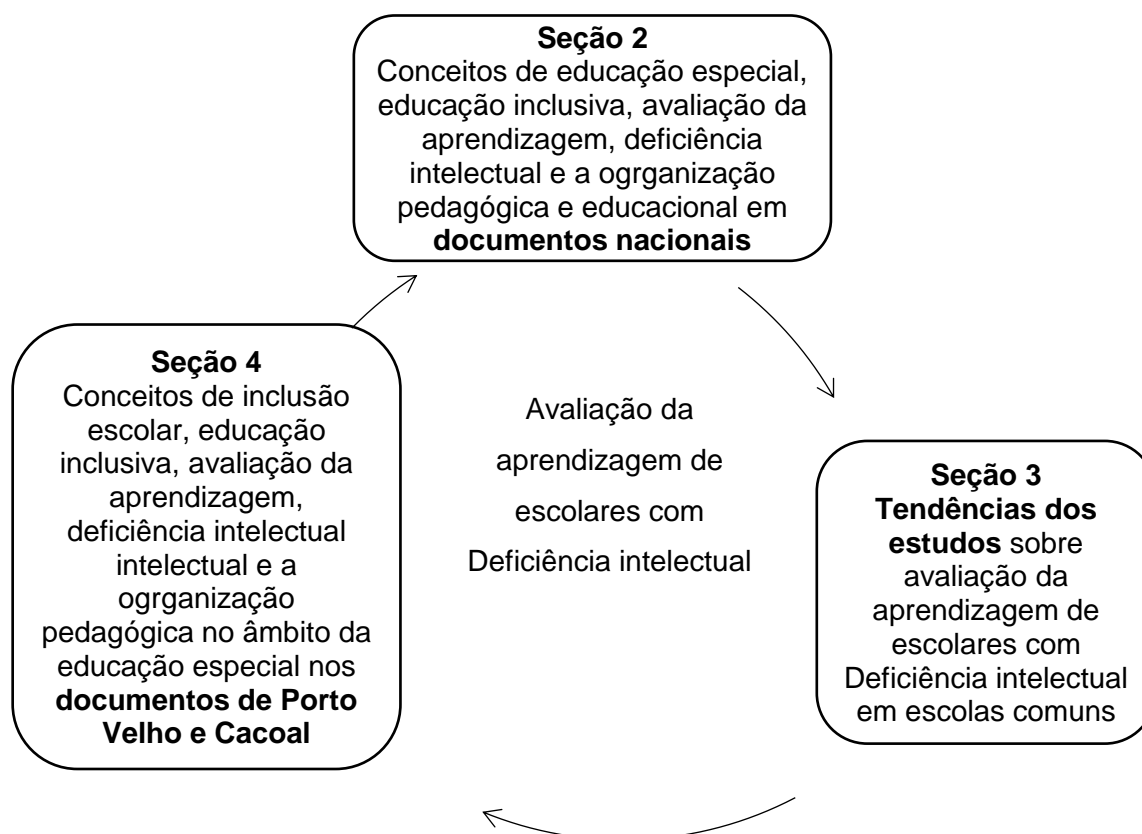 Seção 2
Conceitos de educação especial,
educação inclusiva, avaliação da
aprendizagem, deficiência
intelectual e a ogrganização
pedagógica e educacional em
documentos nacionais
Seção 4
Conceitos de inclusão
escolar, educação
inclusiva, avaliação da
aprendizagem,
deficiência intelectual
intelectual e a
ogrganização
pedagógica no âmbito da
educação especial nos
documentos de Porto
Velho e Cacoal
Avaliação da
aprendizagem de
escolares com
Deficiência intelectual
Seção 3
Tendências dos
estudos sobre
avaliação da
aprendizagem de
escolares com
Deficiência intelectual
em escolas comuns